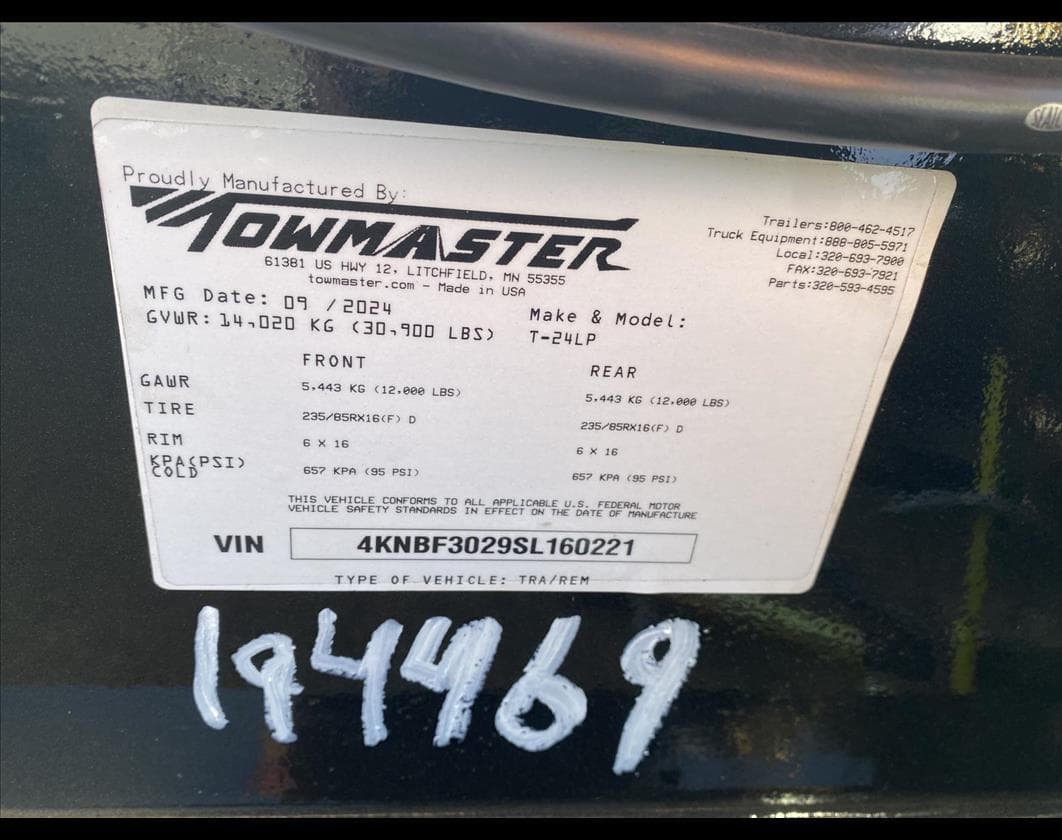 Proudly Manufactured By:
TOWMASTER
61381 US HWY 12, LITCHFIELD, MN 55355
towmaster.com - Made in USA
Trailers:800-462-4517
Truck Equipment:888-805-5971
Local:320-693-7900
FAX:320-693-7921
Parts:320-593-4595
MFG Date: 09 /2024
GVWR: 14,020 KG (30,900 LBS)
Make & Model:
T-24LP
FRONT REAR
GAWR 5,443 KG (12,000 LBS) 5,443 KG (12,000 LBS)
TIRE 235/85RX16(F) D 235/85RX16(F) D
RIM 6 X 16 6 X 16
KPA(PSI) COLD 657 KPA (95 PSI) 657 KPA (95 PSI)
THIS VEHICLE CONFORMS TO ALL APPLICABLE U.S. FEDERAL MOTOR
VEHICLE SAFETY STANDARDS IN EFFECT ON THE DATE OF MANUFACTURE
VIN 4KNBF3029SL160221
TYPE OF VEHICLE: TRA/REM
194469